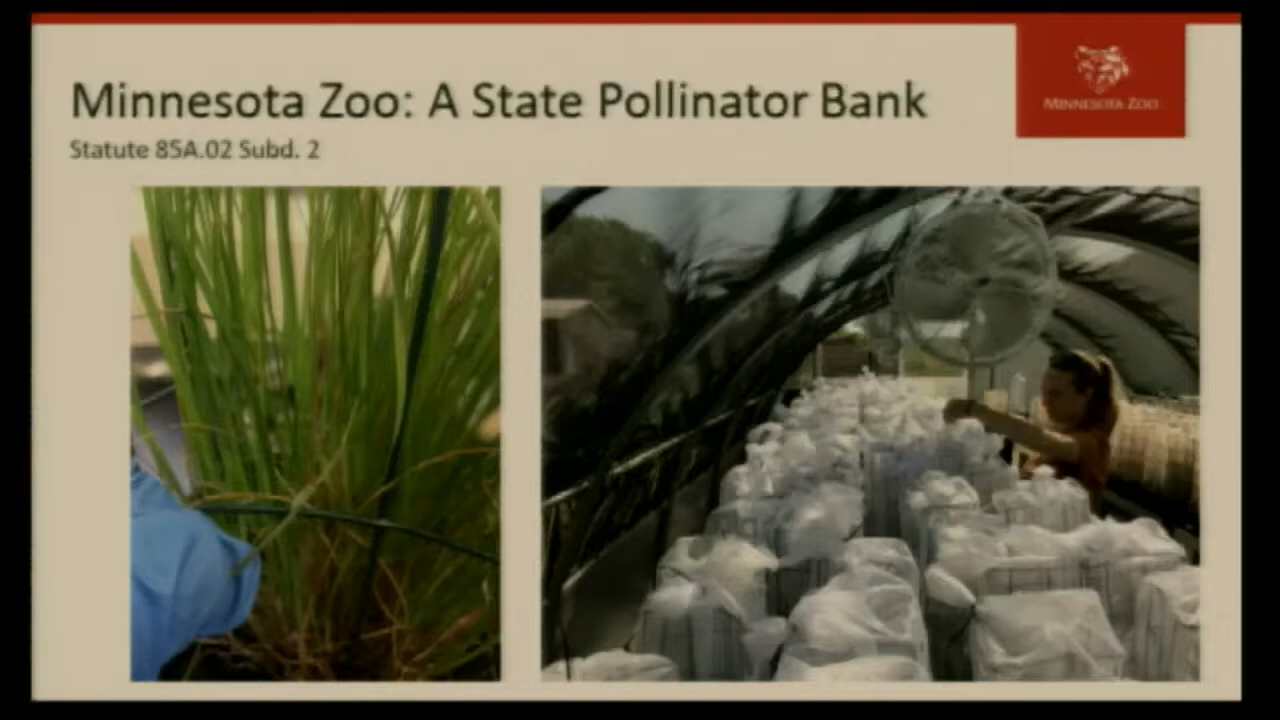 Minnesota Zoo: A State Pollinator Bank
Statute 85A.02 Subd. 2
MINNESOTA ZOO